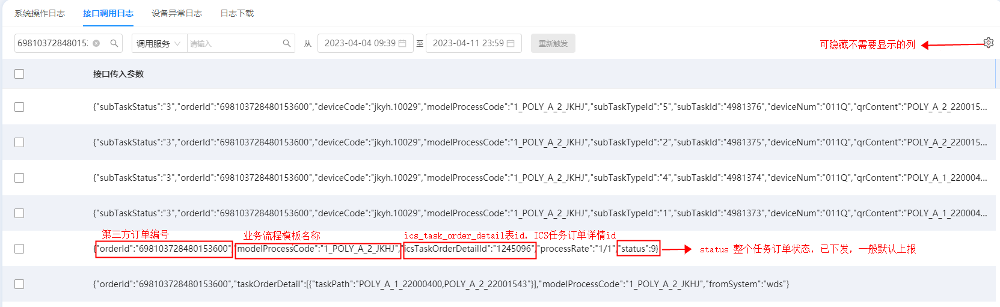 系统操作日志 接口调用日志 设备异常日志 日志下载
69810372848015: 调用服务 请输入 从 2023-04-04 09:39 至 2023-04-11 23:59 重新触发 可隐藏不需要显示的列
接口传入参数
{"subTaskStatus":"3","orderId":"698103728480153600","deviceCode":"jkyh.10029","modelProcessCode":"1_POLY_A_2_JKHJ","subTaskTypeId":"5","subTaskId":"4981376","deviceNum":"011Q","qrContent":"POLY_A_2_220015...
{"subTaskStatus":"3","orderId":"698103728480153600","deviceCode":"jkyh.10029","modelProcessCode":"1_POLY_A_2_JKHJ","subTaskTypeId":"2","subTaskId":"4981375","deviceNum":"011Q","qrContent":"POLY_A_2_220015...
{"subTaskStatus":"3","orderId":"698103728480153600","deviceCode":"jkyh.10029","modelProcessCode":"1_POLY_A_2_JKHJ","subTaskTypeId":"4","subTaskId":"4981374","deviceNum":"011Q","qrContent":"POLY_A_1_220004...
{"subTaskStatus":"3","orderId":"698103728480153600","deviceCode":"jkyh.10029","modelProcessCode":"1_POLY_A_2_JKHJ","subTaskTypeId":"1","subTaskId":"4981373","deviceNum":"011Q","qrContent":"POLY_A_1_220004...
第三方订单编号 业务流程模板名称 ics_task_order_detail表id, ICS任务订单详情id
{"orderId":"698103728480153600","modelProcessCode":"1_POLY_A_2_JKHJ","icsTaskOrderDetailId":"1245096","processRate":"1/1","status":9} status 整个任务订单状态，已下发，一般默认上报
{"orderId":"698103728480153600","taskOrderDetail":[{"taskPath":"POLY_A_1_22000400,POLY_A_2_22001543"}],"modelProcessCode":"1_POLY_A_2_JKHJ","fromSystem":"wds"}